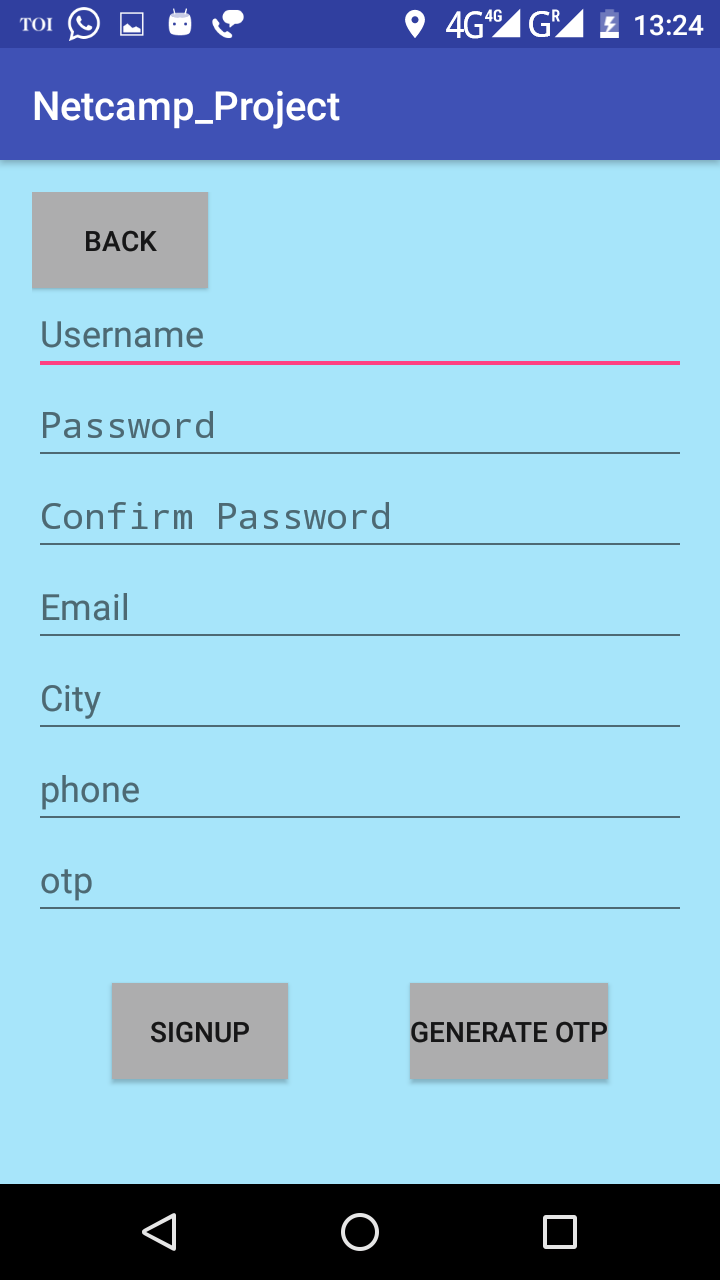 TOI 4G 4G G R 13:24
Netcamp_Project
BACK
Username
Password
Confirm Password
Email
City
phone
otp
SIGNUP GENERATE OTP